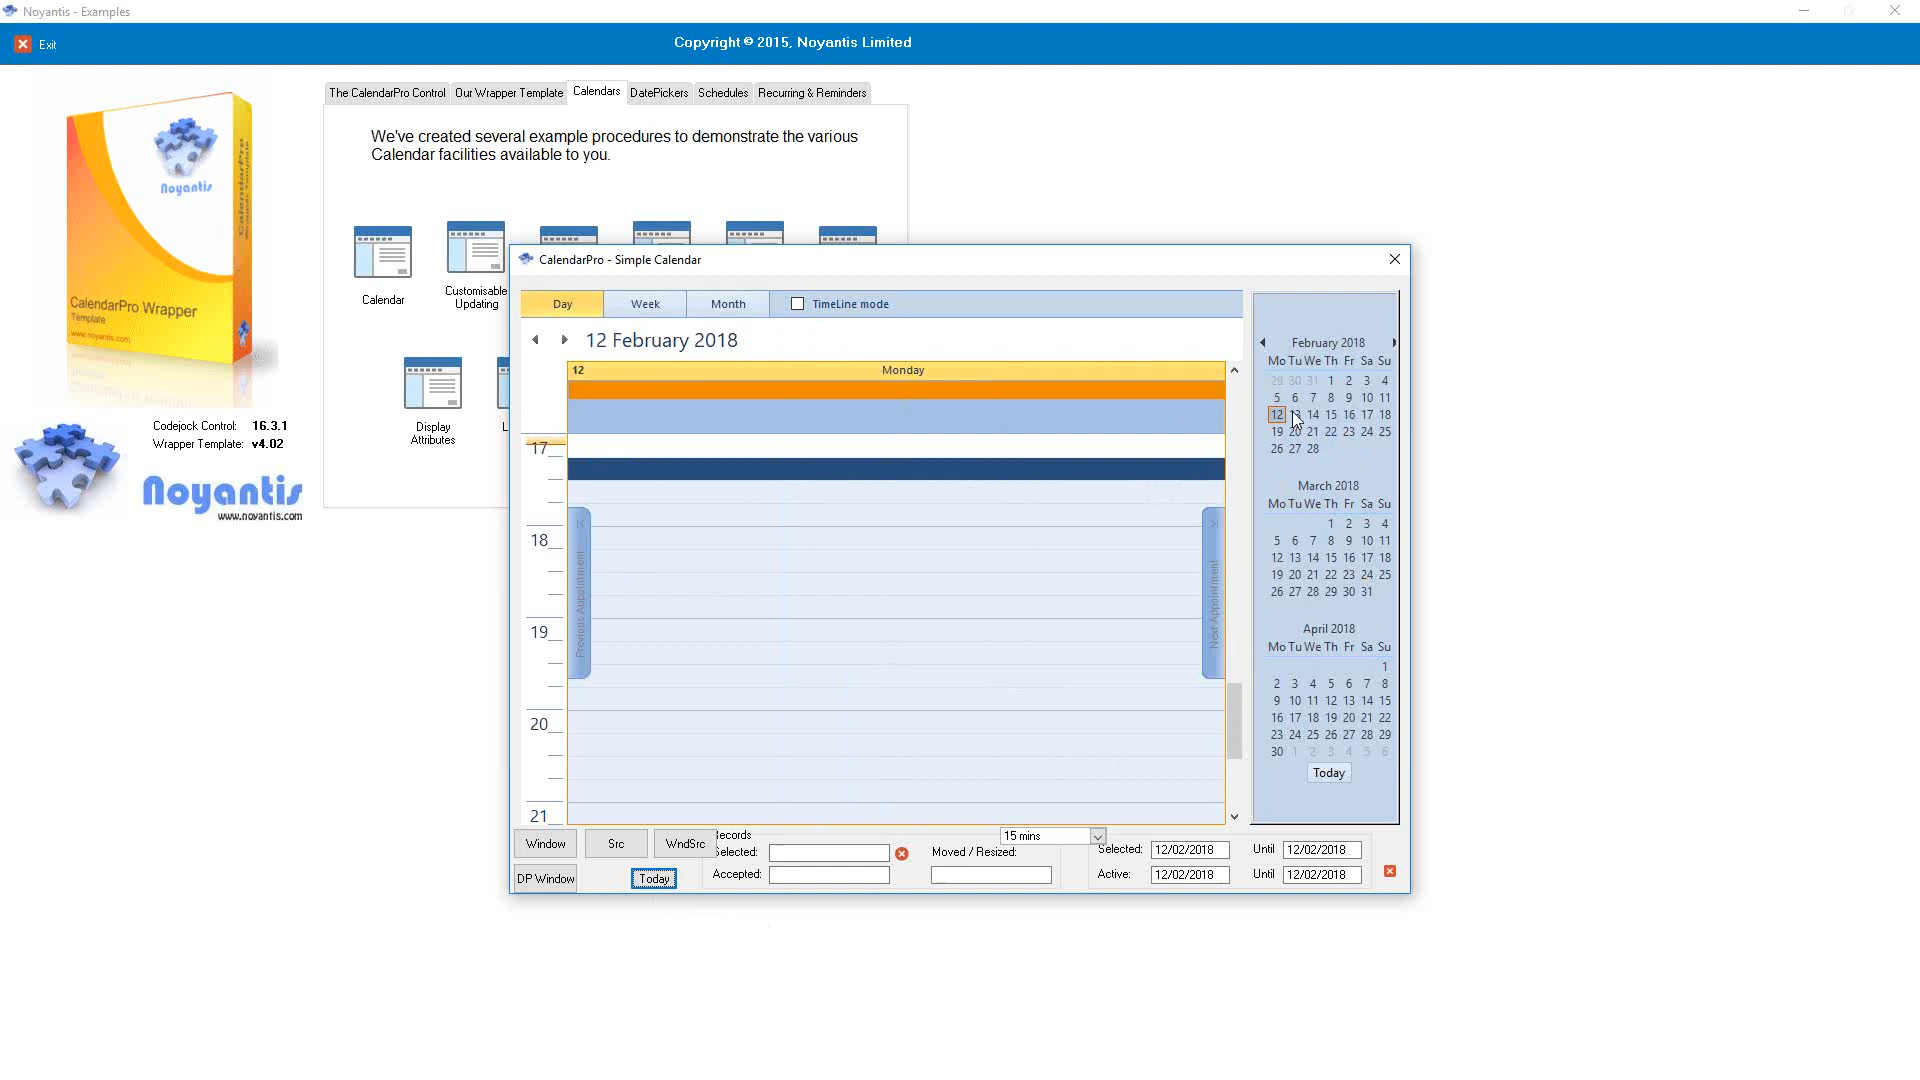 Noyantis - Examples
Exit
Copyright © 2015, Noyantis Limited
The CalendarPro Control
Our Wrapper Template
Calendars
DatePickers
Schedules
Recurring & Reminders
We've created several example procedures to demonstrate the various
Calendar facilities available to you.
Noyantis
CalendarPro Wrapper
Template
www.noyantis.com
Calendar
Customisable
Updating
Display
Attributes
Codejock Control: 16.3.1
Wrapper Template: v4.02
Noyantis
www.noyantis.com
CalendarPro - Simple Calendar
Day
Week
Month
TimeLine mode
12 February 2018
12 Monday
17
18
19
20
21
Previous Appointment
Next Appointment
February 2018
Mo Tu We Th Fr Sa Su
29 30 31 1 2 3 4
5 6 7 8 9 10 11
12 13 14 15 16 17 18
19 20 21 22 23 24 25
26 27 28
March 2018
Mo Tu We Th Fr Sa Su
1 2 3 4
5 6 7 8 9 10 11
12 13 14 15 16 17 18
19 20 21 22 23 24 25
26 27 28 29 30 31
April 2018
Mo Tu We Th Fr Sa Su
1
2 3 4 5 6 7 8
9 10 11 12 13 14 15
16 17 18 19 20 21 22
23 24 25 26 27 28 29
30 1 2 3 4 5 6
Today
Window
Src
WndSrc
DP Window
Today
Records
Selected:
Accepted:
Moved / Resized:
15 mins
Selected: 12/02/2018 Until 12/02/2018
Active: 12/02/2018 Until 12/02/2018